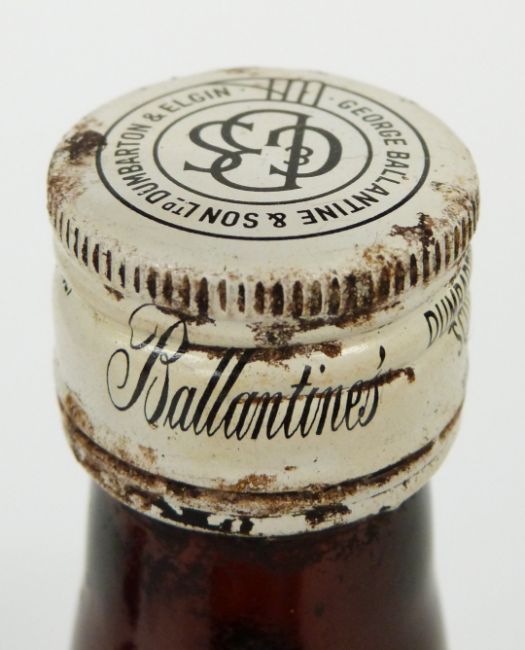 · GEORGE BALLANTINE & SON LTD DUMBARTON & ELGIN
Ballantine's